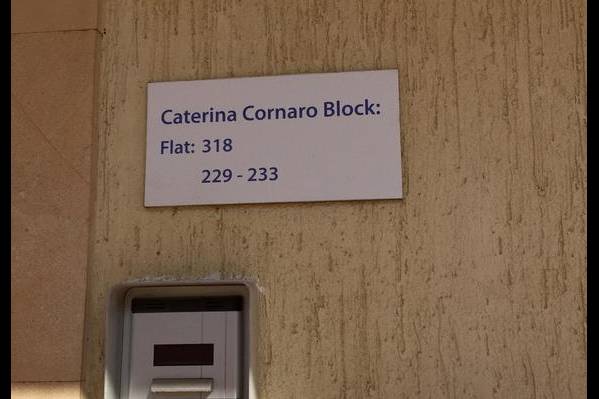 Caterina Cornaro Block:
Flat: 318
229 - 233